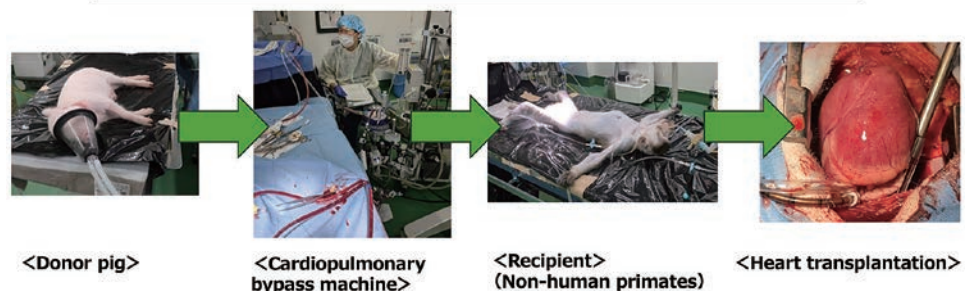 <Donor pig>
<Cardiopulmonary
bypass machine>
<Recipient>
(Non-human primates)
<Heart transplantation>